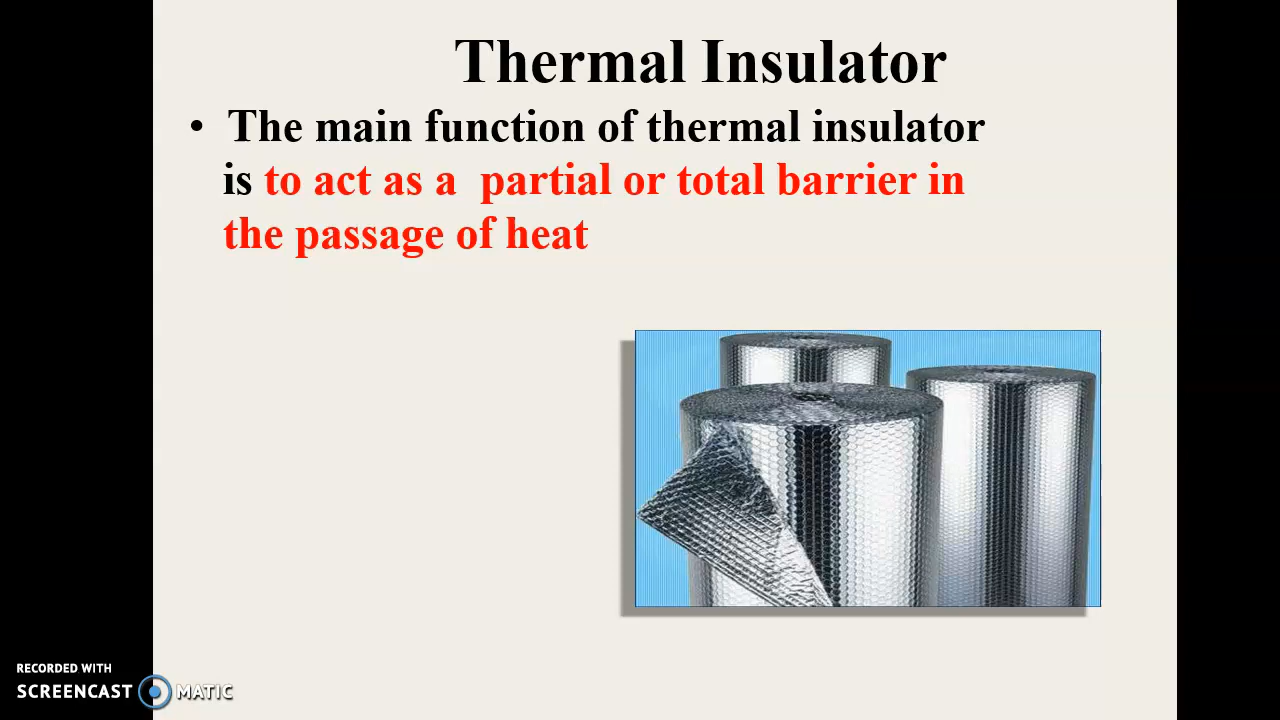 Thermal Insulator
• The main function of thermal insulator
is to act as a partial or total barrier in
the passage of heat
RECORDED WITH
SCREENCAST MATIC